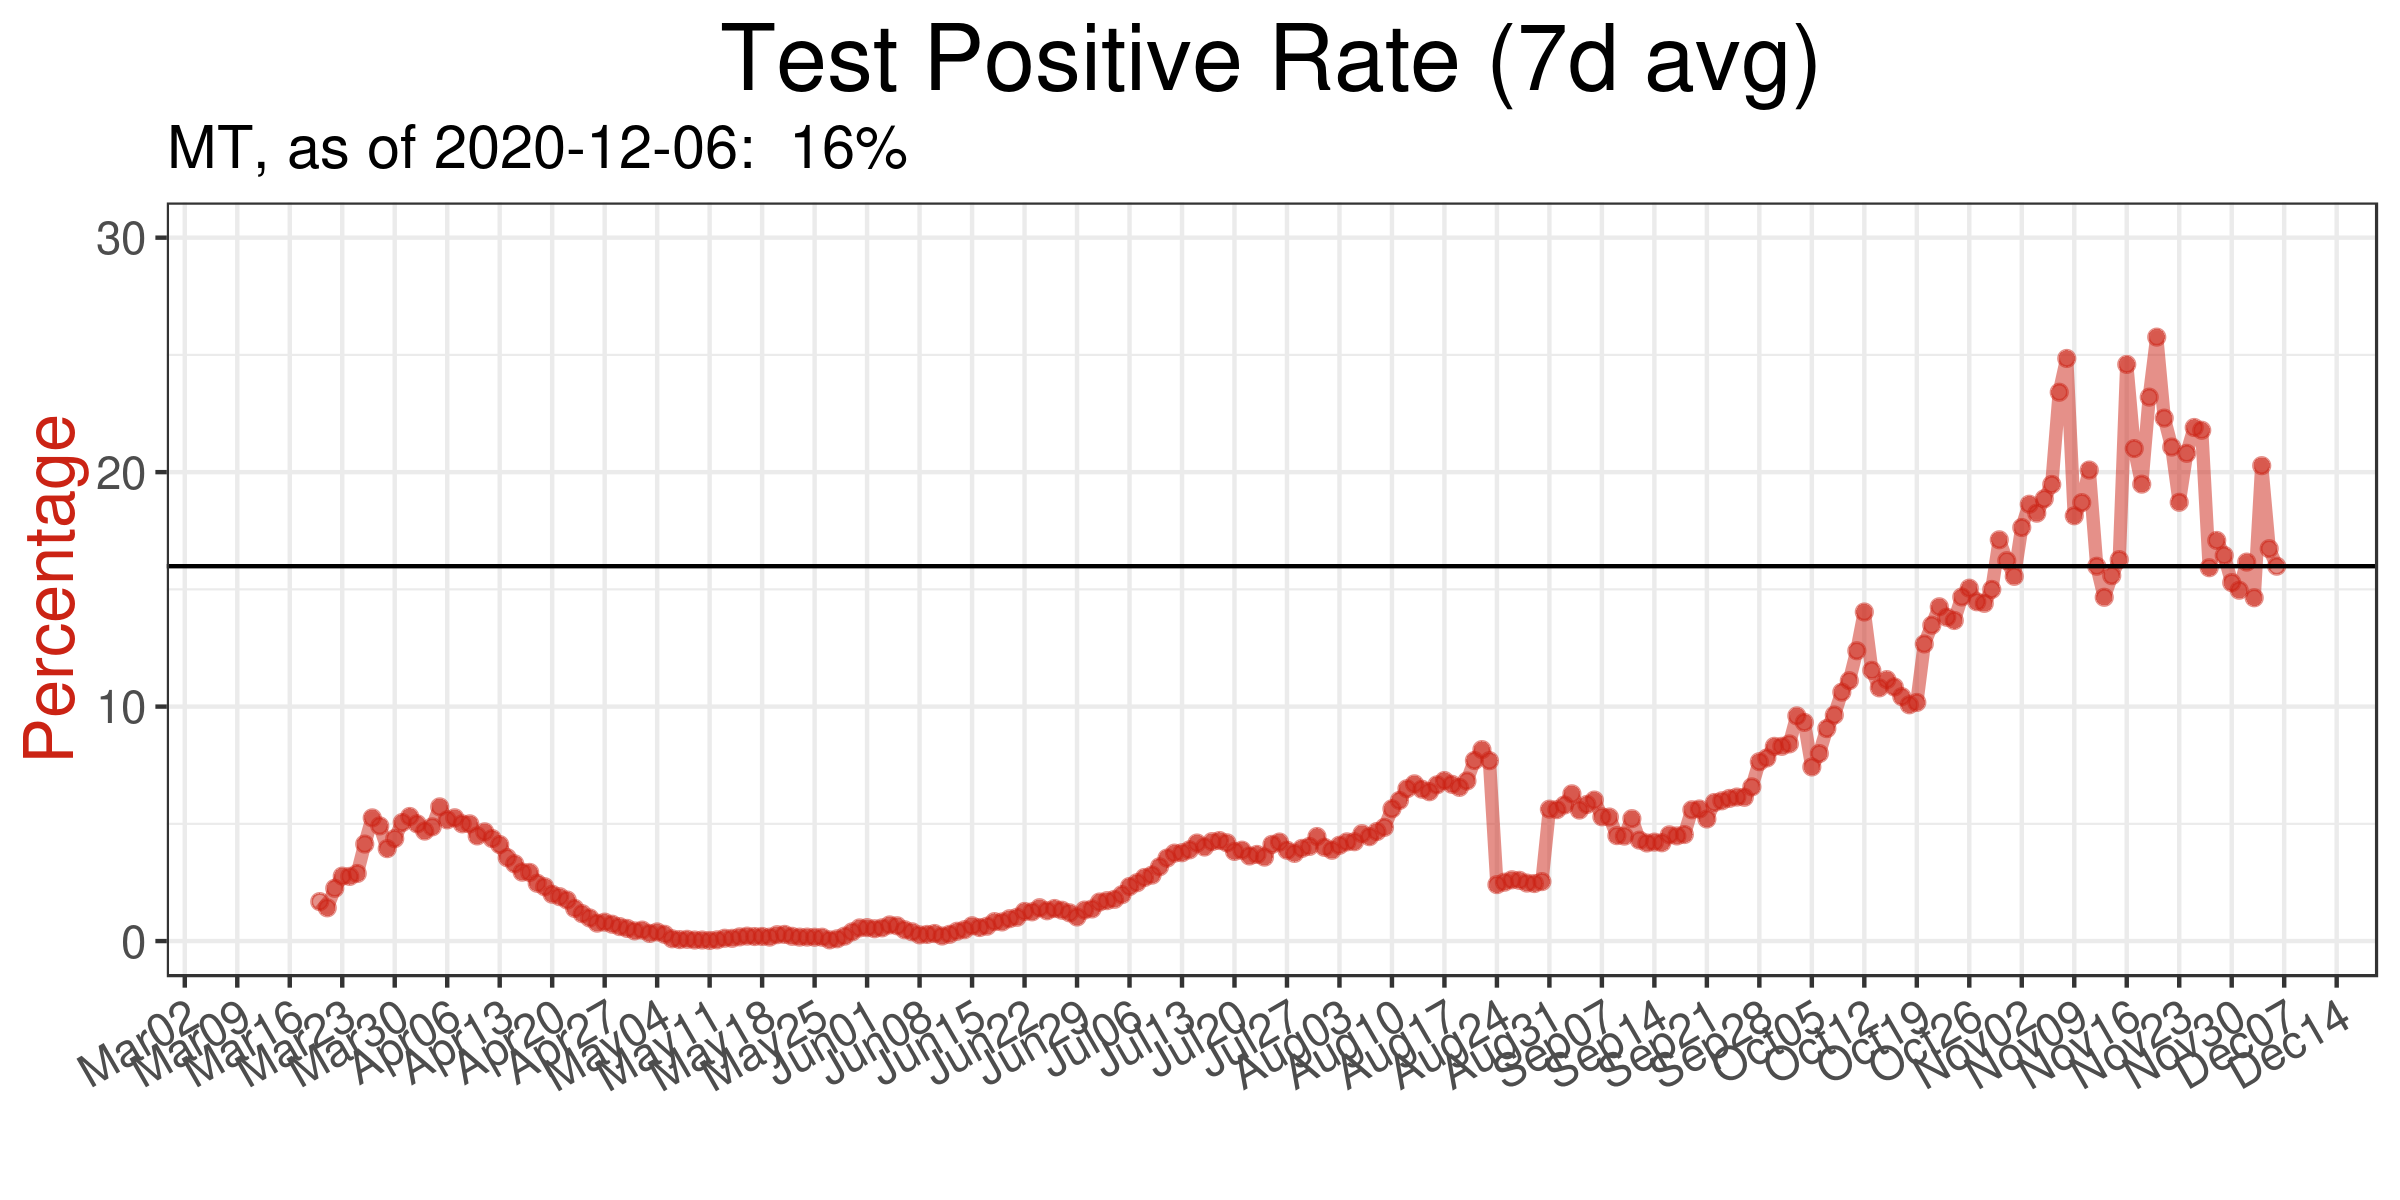 Test Positive Rate (7d avg)
MT, as of 2020-12-06:  16%
Percentage
30
20
10
0
Mar02
Mar09
Mar16
Mar23
Mar30
Apr06
Apr13
Apr20
Apr27
May04
May11
May18
May25
Jun01
Jun08
Jun15
Jun22
Jun29
Jul06
Jul13
Jul20
Jul27
Aug03
Aug10
Aug17
Aug24
Aug31
Sep07
Sep14
Sep21
Sep28
Oct05
Oct12
Oct19
Oct26
Nov02
Nov09
Nov16
Nov23
Nov30
Dec07
Dec14